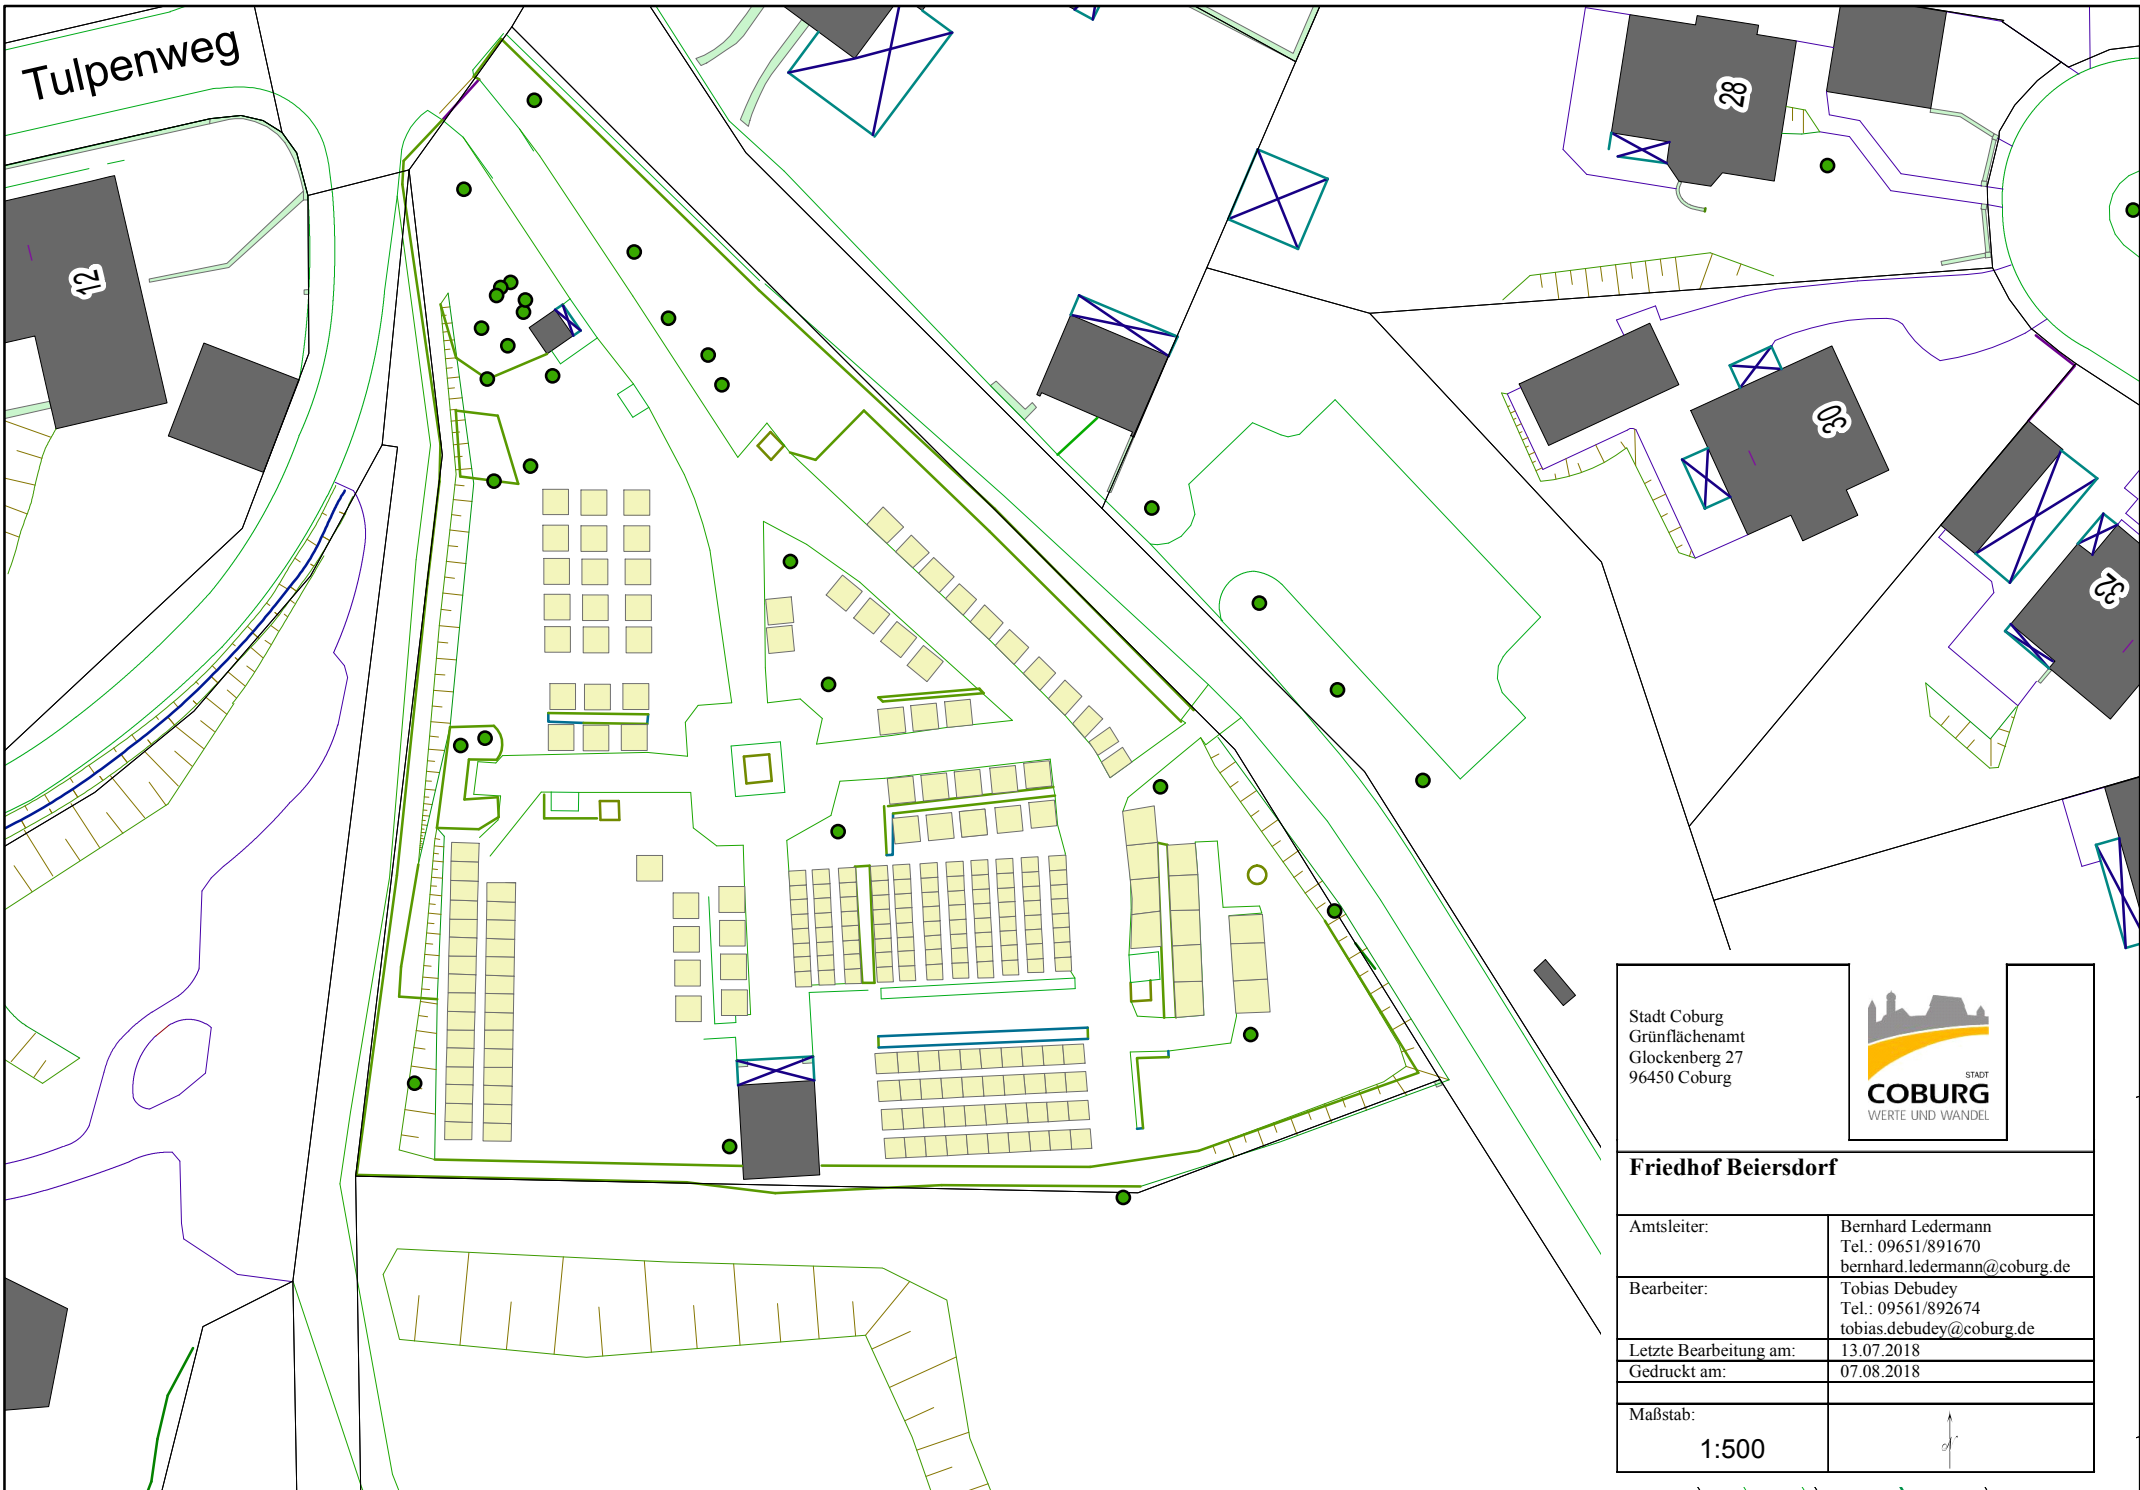 Tulpenweg
12
28
30
32
Stadt Coburg
Grünflächenamt
Glockenberg 27
96450 Coburg
STADT
COBURG
WERTE UND WANDEL
Friedhof Beiersdorf
Amtsleiter:
Bernhard Ledermann
Tel.: 09651/891670
bernhard.ledermann@coburg.de
Bearbeiter:
Tobias Debudey
Tel.: 09561/892674
tobias.debudey@coburg.de
Letzte Bearbeitung am: 13.07.2018
Gedruckt am: 07.08.2018
Maßstab:
1:500
N